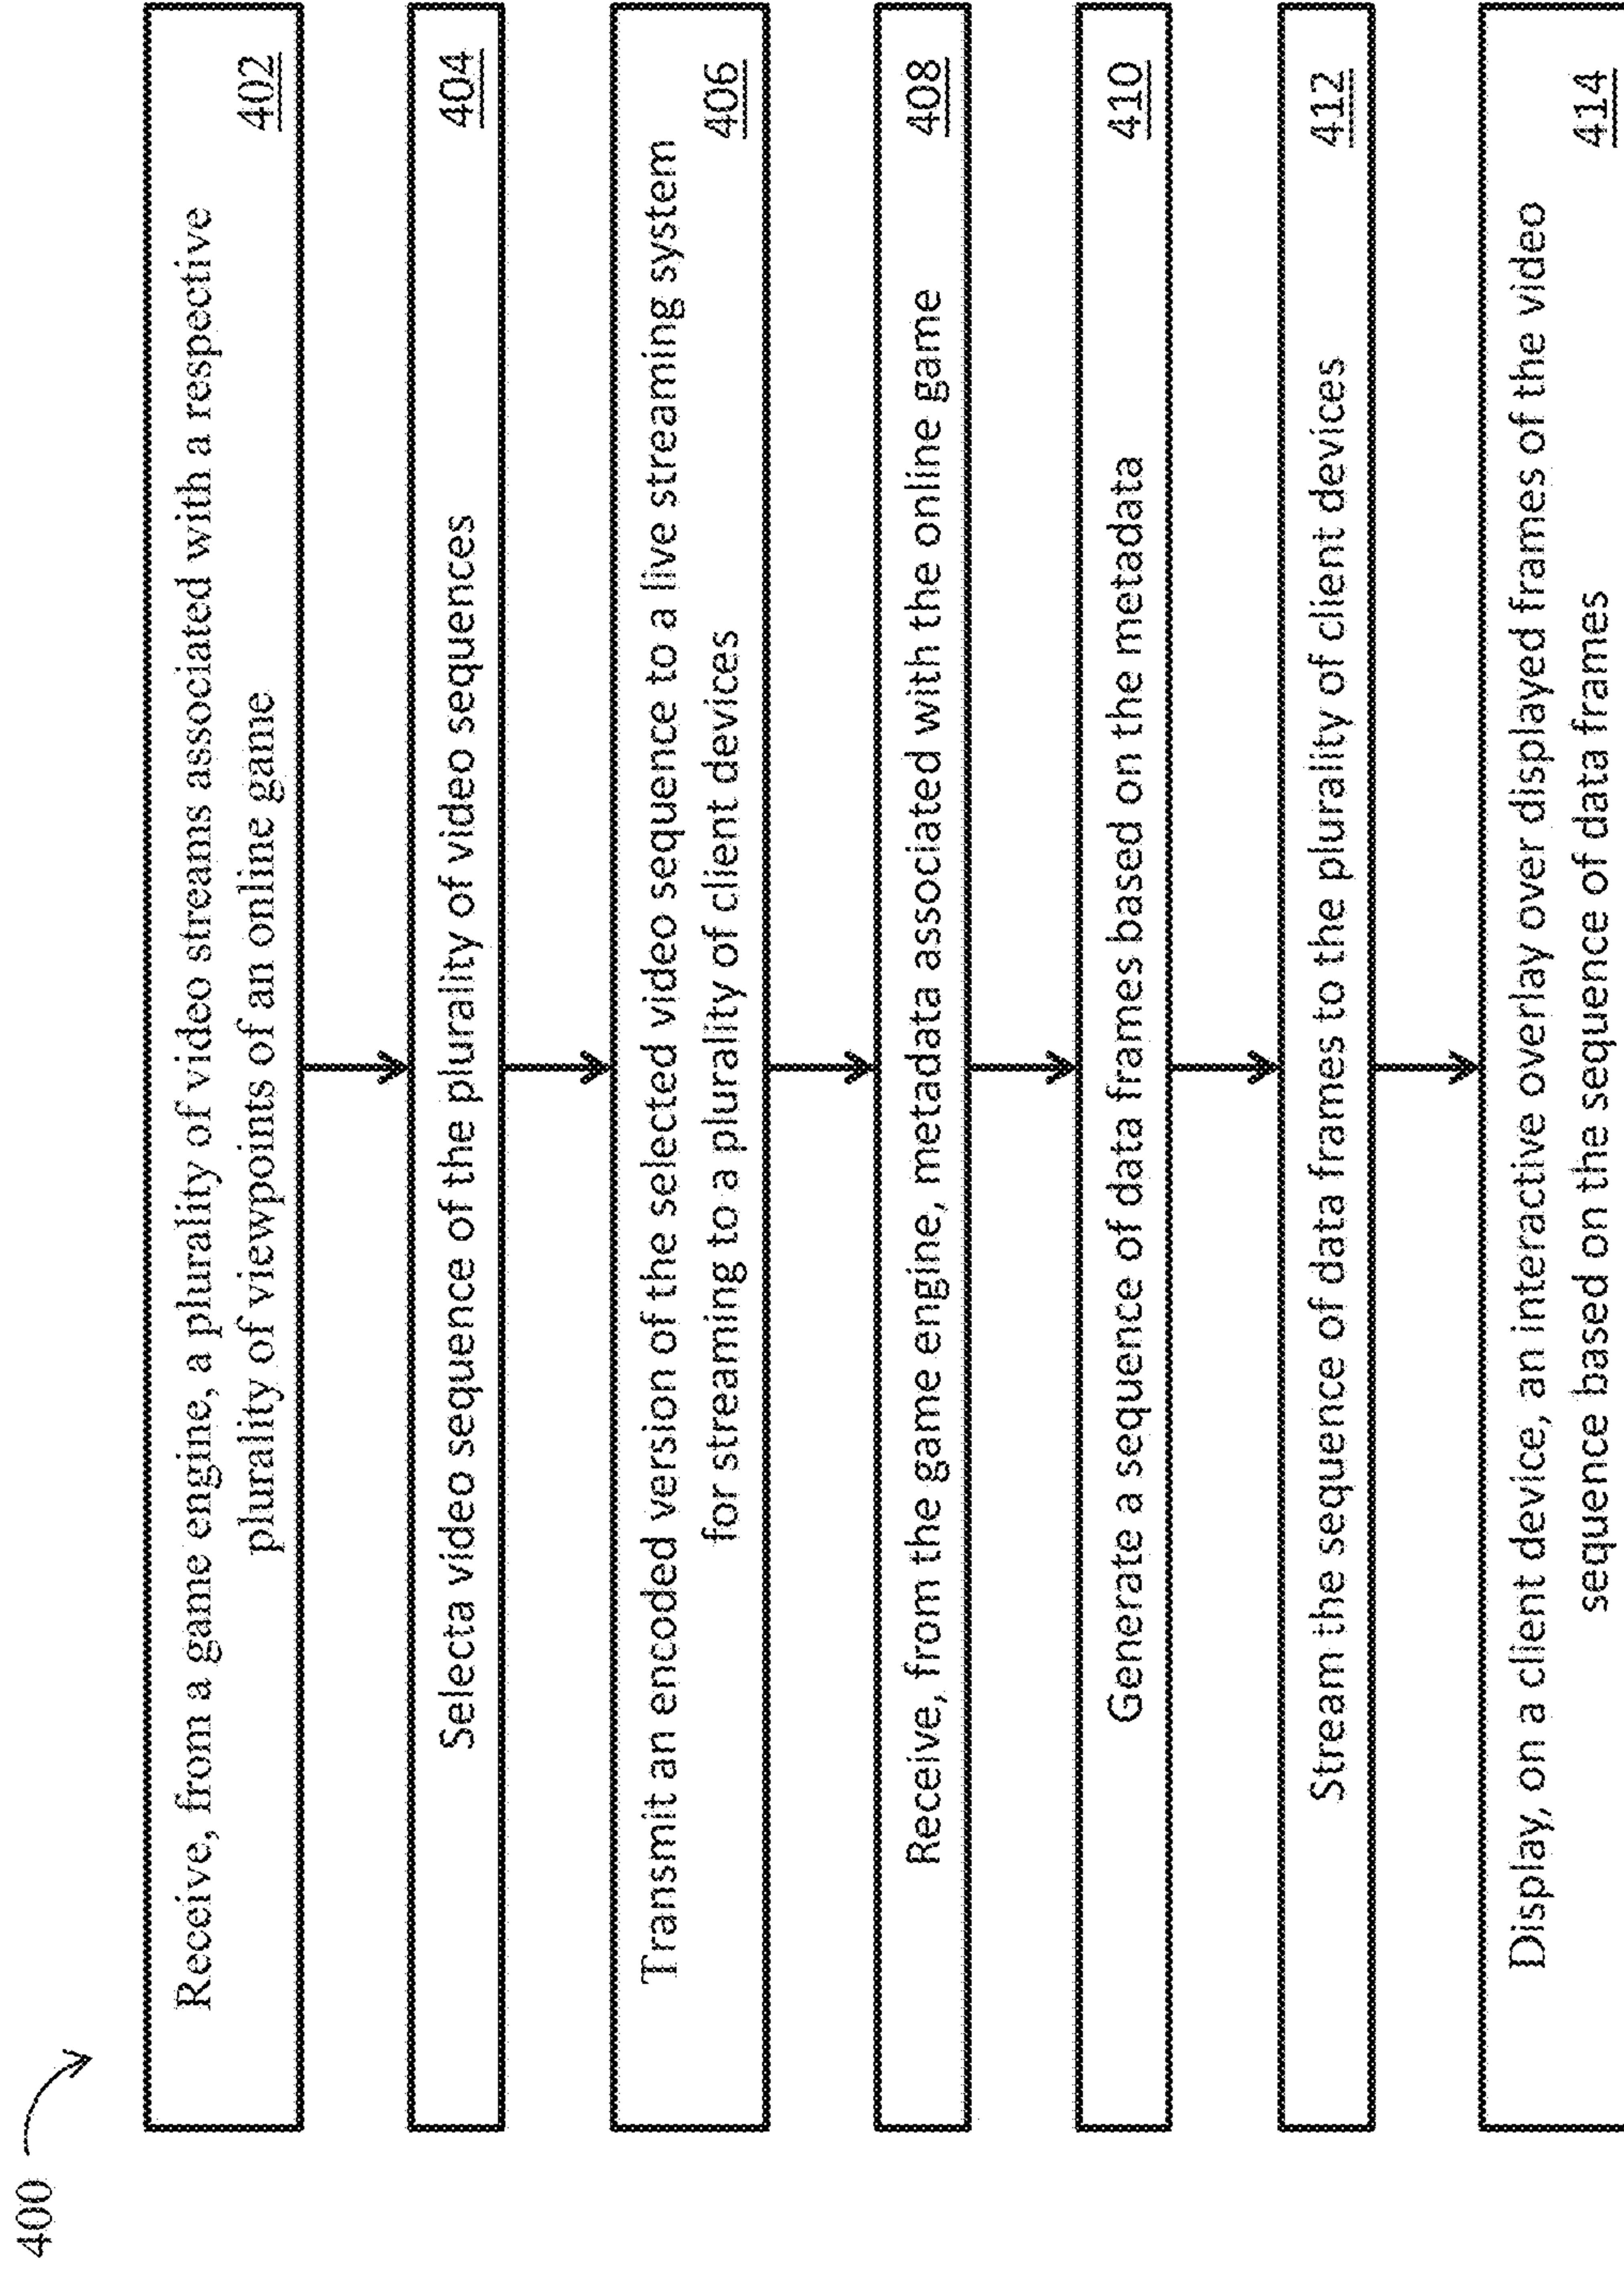 400
Receive, from a game engine, a plurality of video streams associated with a respective
plurality of viewpoints of an online game
402
Selecta video sequence of the plurality of video sequences
404
Transmit an encoded version of the selected video sequence to a live streaming system
for streaming to a plurality of client devices
406
Receive, from the game engine, metadata associated with the online game
408
Generate a sequence of data frames based on the metadata
410
Stream the sequence of data frames to the plurality of client devices
412
Display, on a client device, an interactive overlay over displayed frames of the video
sequence based on the sequence of data frames
414